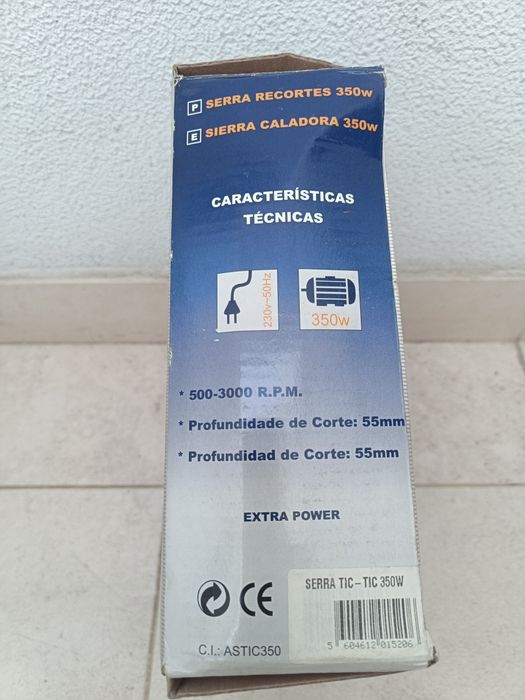 P SERRA RECORTES 350w
E SIERRA CALADORA 350w
CARACTERÍSTICAS
TÉCNICAS
230v~50Hz
350w
* 500-3000 R.P.M.
* Profundidade de Corte: 55mm
* Profundidad de Corte: 55mm
EXTRA POWER
CE
SERRA TIC-TIC 350W
5 604612 015206
C.I.: ASTIC350